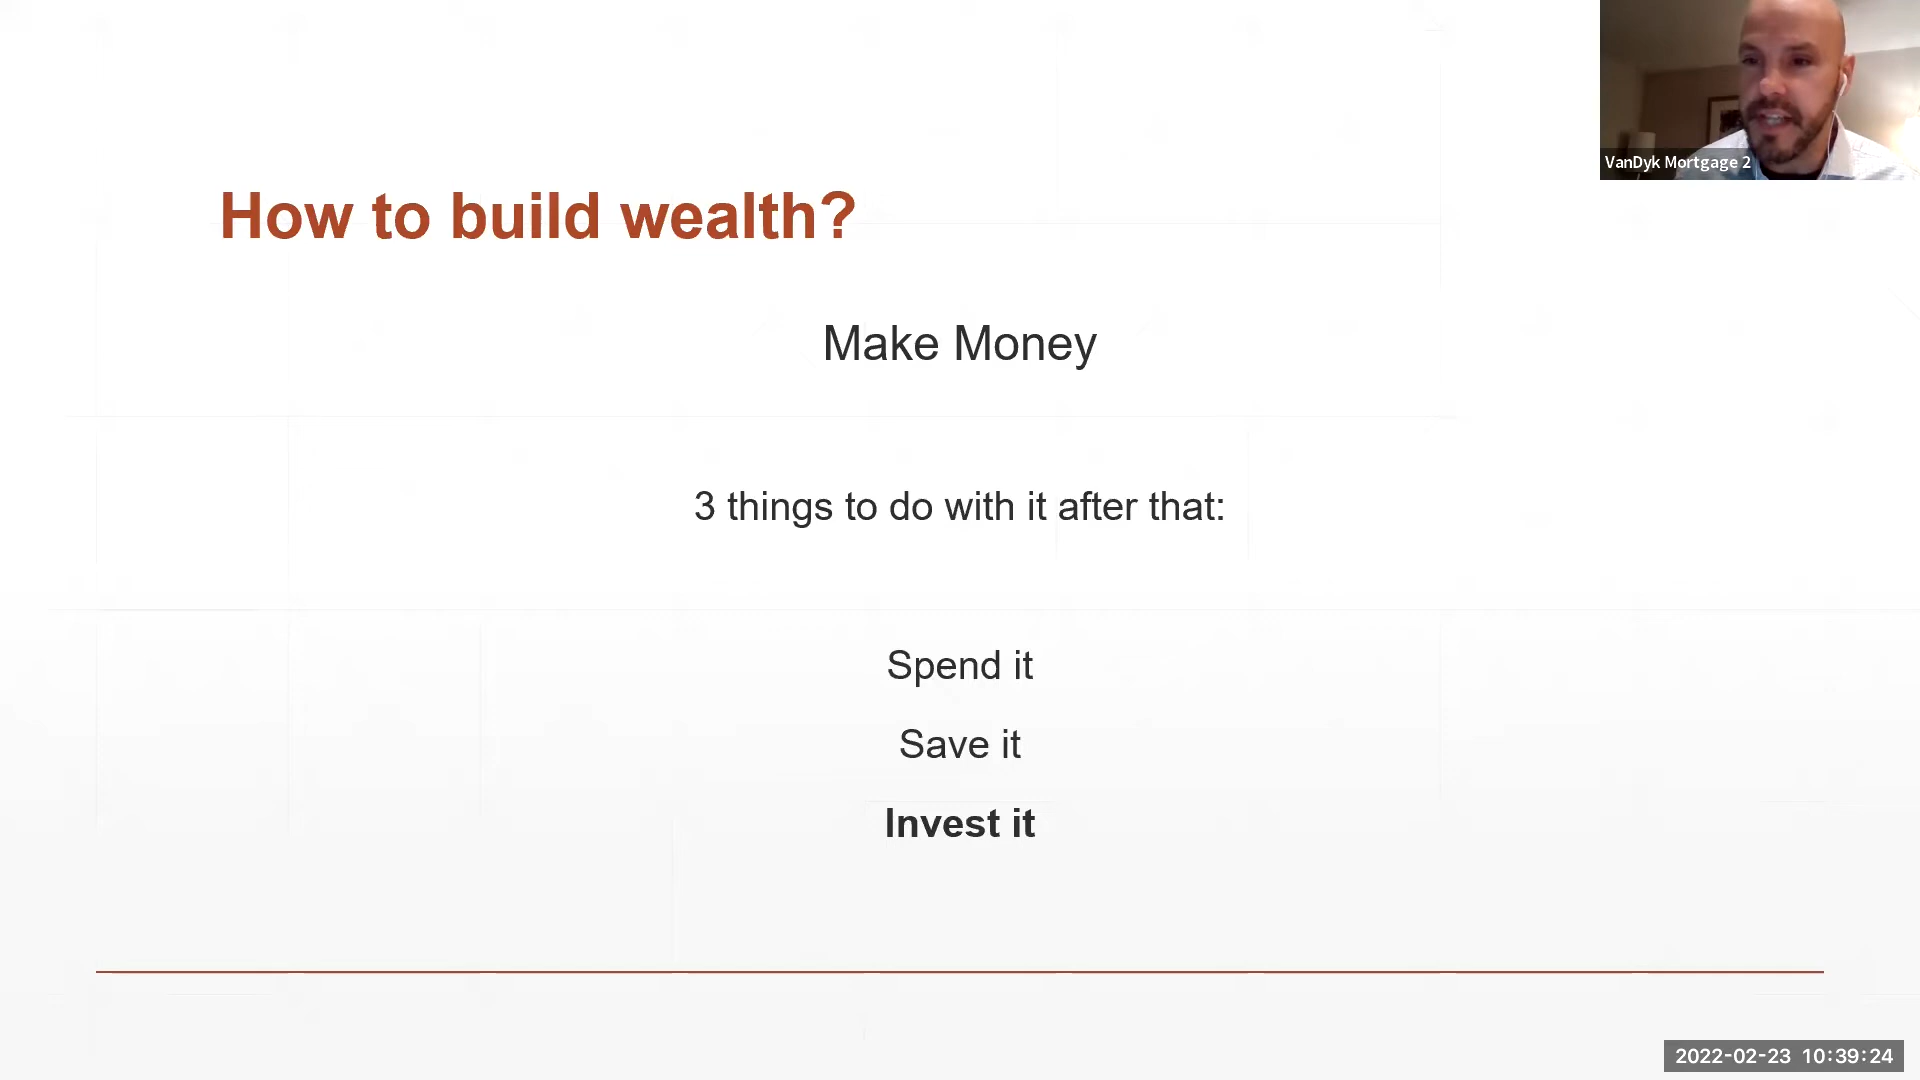 VanDyk Mortgage 2
How to build wealth?
Make Money
3 things to do with it after that:
Spend it
Save it
Invest it
2022-02-23 10:39:24